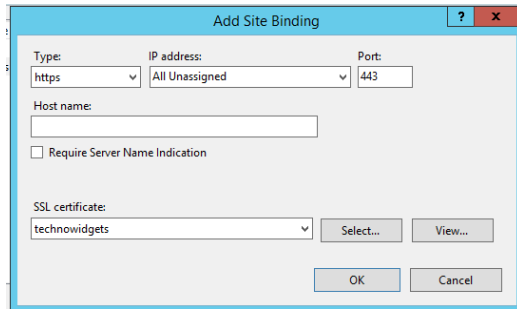 Add Site Binding
?
x
Type:
IP address:
Port:
https
All Unassigned
443
Host name:
Require Server Name Indication
SSL certificate:
technowidgets
Select...
View...
OK
Cancel